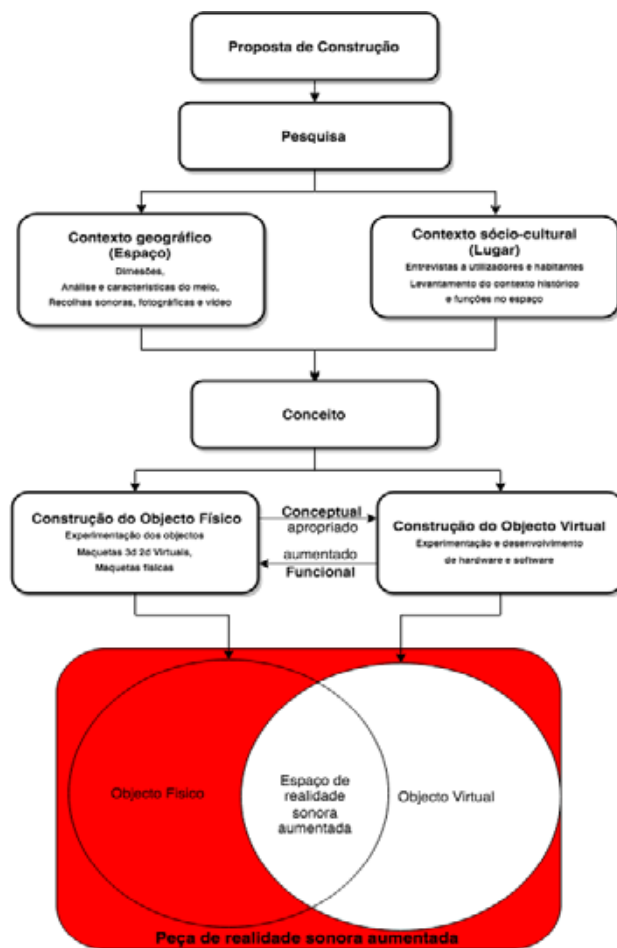 Proposta de Construção
Pesquisa
Contexto geográfico
(Espaço)
Dimesões,
Análise e características do meio,
Recolhas sonoras, fotográficas e vídeo
Contexto sócio-cultural
(Lugar)
Entrevistas a utilizadores e habitantes
Levantamento do contexto histórico
e funções no espaço
Conceito
Construção do Objecto Físico
Experimentação dos objectos
Maquetas 3d 2d Virtuais,
Maquetas físicas
Conceptual
apropriado
aumentado
Funcional
Construção do Objecto Virtual
Experimentação e desenvolvimento
de hardware e software
Objecto Físico
Espaço de
realidade
sonora
aumentada
Objecto Virtual
Peça de realidade sonora aumentada